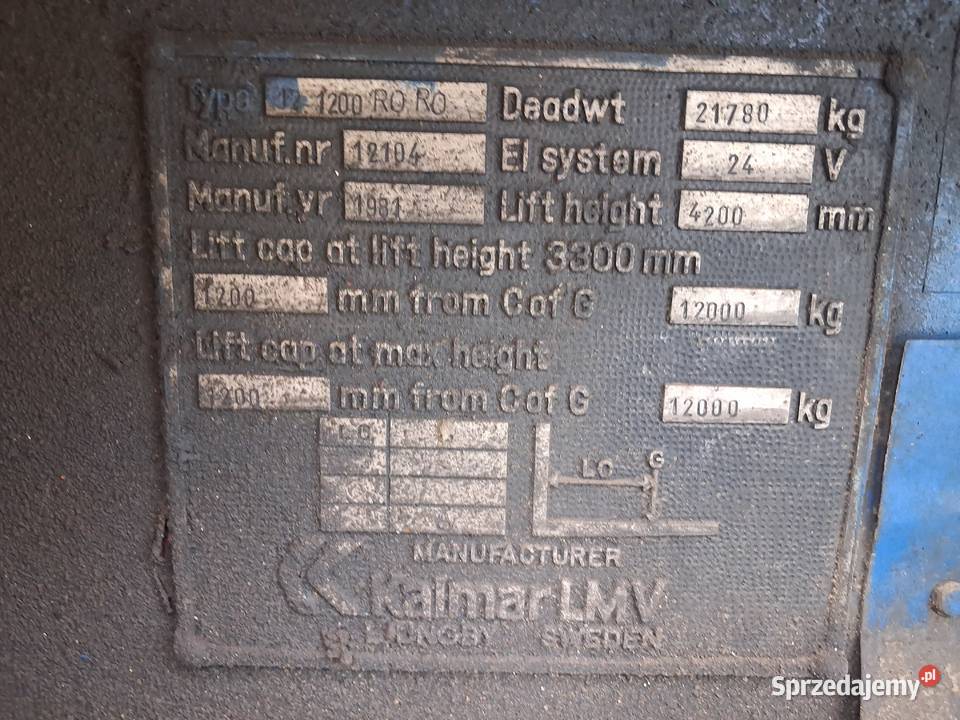 Type 12-1200 RO RO Deadwt 21780 kg
Manuf.nr 12104 El system 24 V
Manuf.yr 1981 Lift height 4200 mm
Lift cap at lift height 3300 mm
1200 mm from C of G 12000 kg
Lift cap at max height
1200 mm from C of G 12000 kg
LC G
MANUFACTURER
Kalmar LMV
LJUNGBY SWEDEN
Sprzedajemy.pl